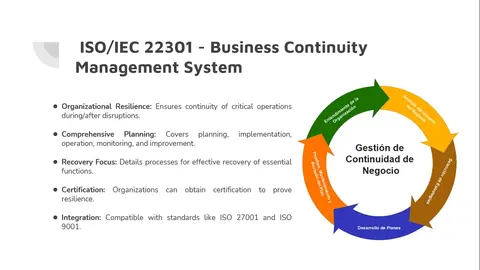 ISO/IEC 22301 - Business Continuity
Management System
● Organizational Resilience: Ensures continuity of critical operations
during/after disruptions.
● Comprehensive Planning: Covers planning, implementation,
operation, monitoring, and improvement.
● Recovery Focus: Details processes for effective recovery of essential
functions.
● Certification: Organizations can obtain certification to prove
resilience.
● Integration: Compatible with standards like ISO 27001 and ISO
9001.
Entendimiento de la
Organización
Gestión de
Continuidad de
Negocio
Selección de Estrategias
Desarrollo de Planes